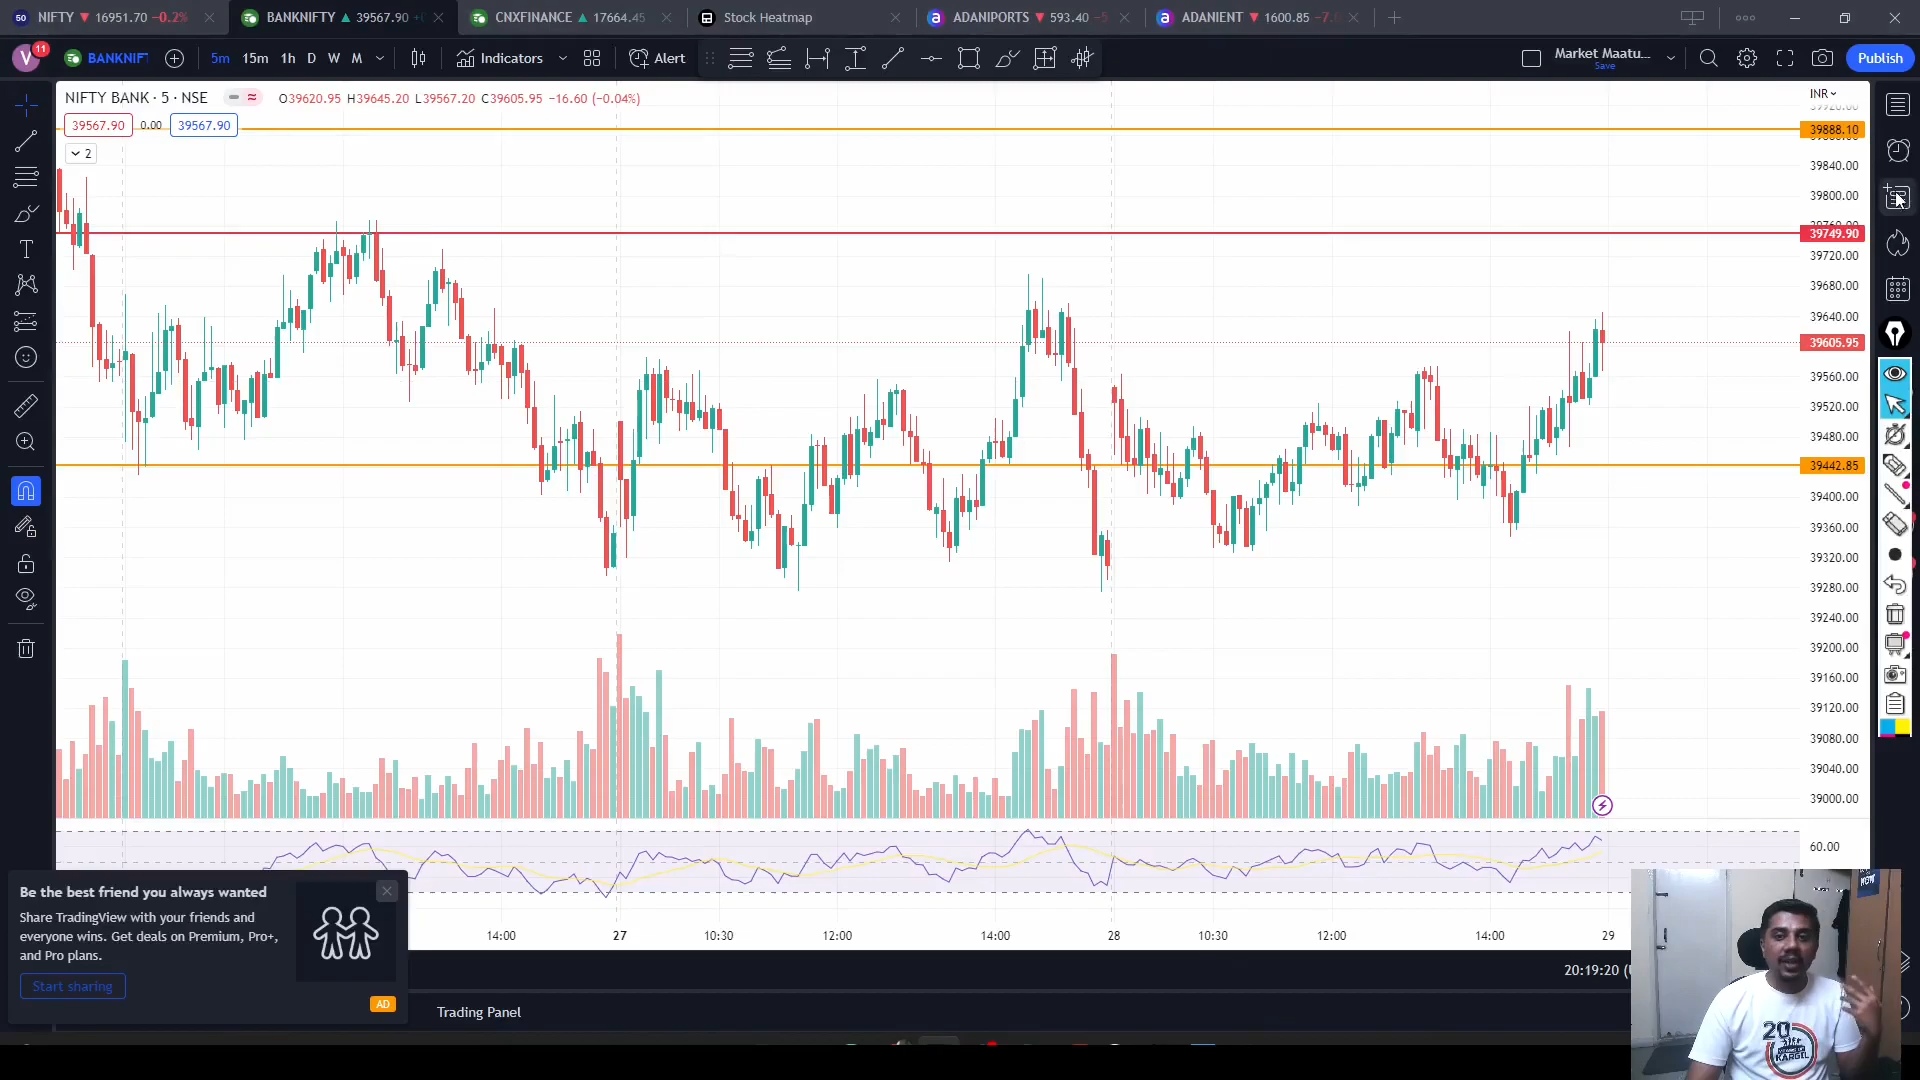 50 NIFTY ▼ 16951.70 −0.2%
BANKNIFTY ▲ 39567.90
CNXFINANCE ▲ 17664.45
Stock Heatmap
ADANIPORTS ▼ 593.40
ADANIENT ▼ 1600.85
V 11 BANKNIFT 5m 15m 1h D W M Indicators Alert Market Maatu... Save Publish
NIFTY BANK · 5 · NSE O39620.95 H39645.20 L39567.20 C39605.95 −16.60 (−0.04%)
39567.90 0.00 39567.90
2
INR
39888.10
39840.00
39800.00
39749.90
39720.00
39680.00
39640.00
39605.95
39560.00
39520.00
39480.00
39442.85
39400.00
39360.00
39320.00
39280.00
39240.00
39200.00
39160.00
39120.00
39080.00
39040.00
39000.00
60.00
Be the best friend you always wanted
Share TradingView with your friends and
everyone wins. Get deals on Premium, Pro+,
and Pro plans.
Start sharing
AD
14:00 27 10:30 12:00 14:00 28 10:30 12:00 14:00 29
20:19:20 (U
Trading Panel
20
KARGIL